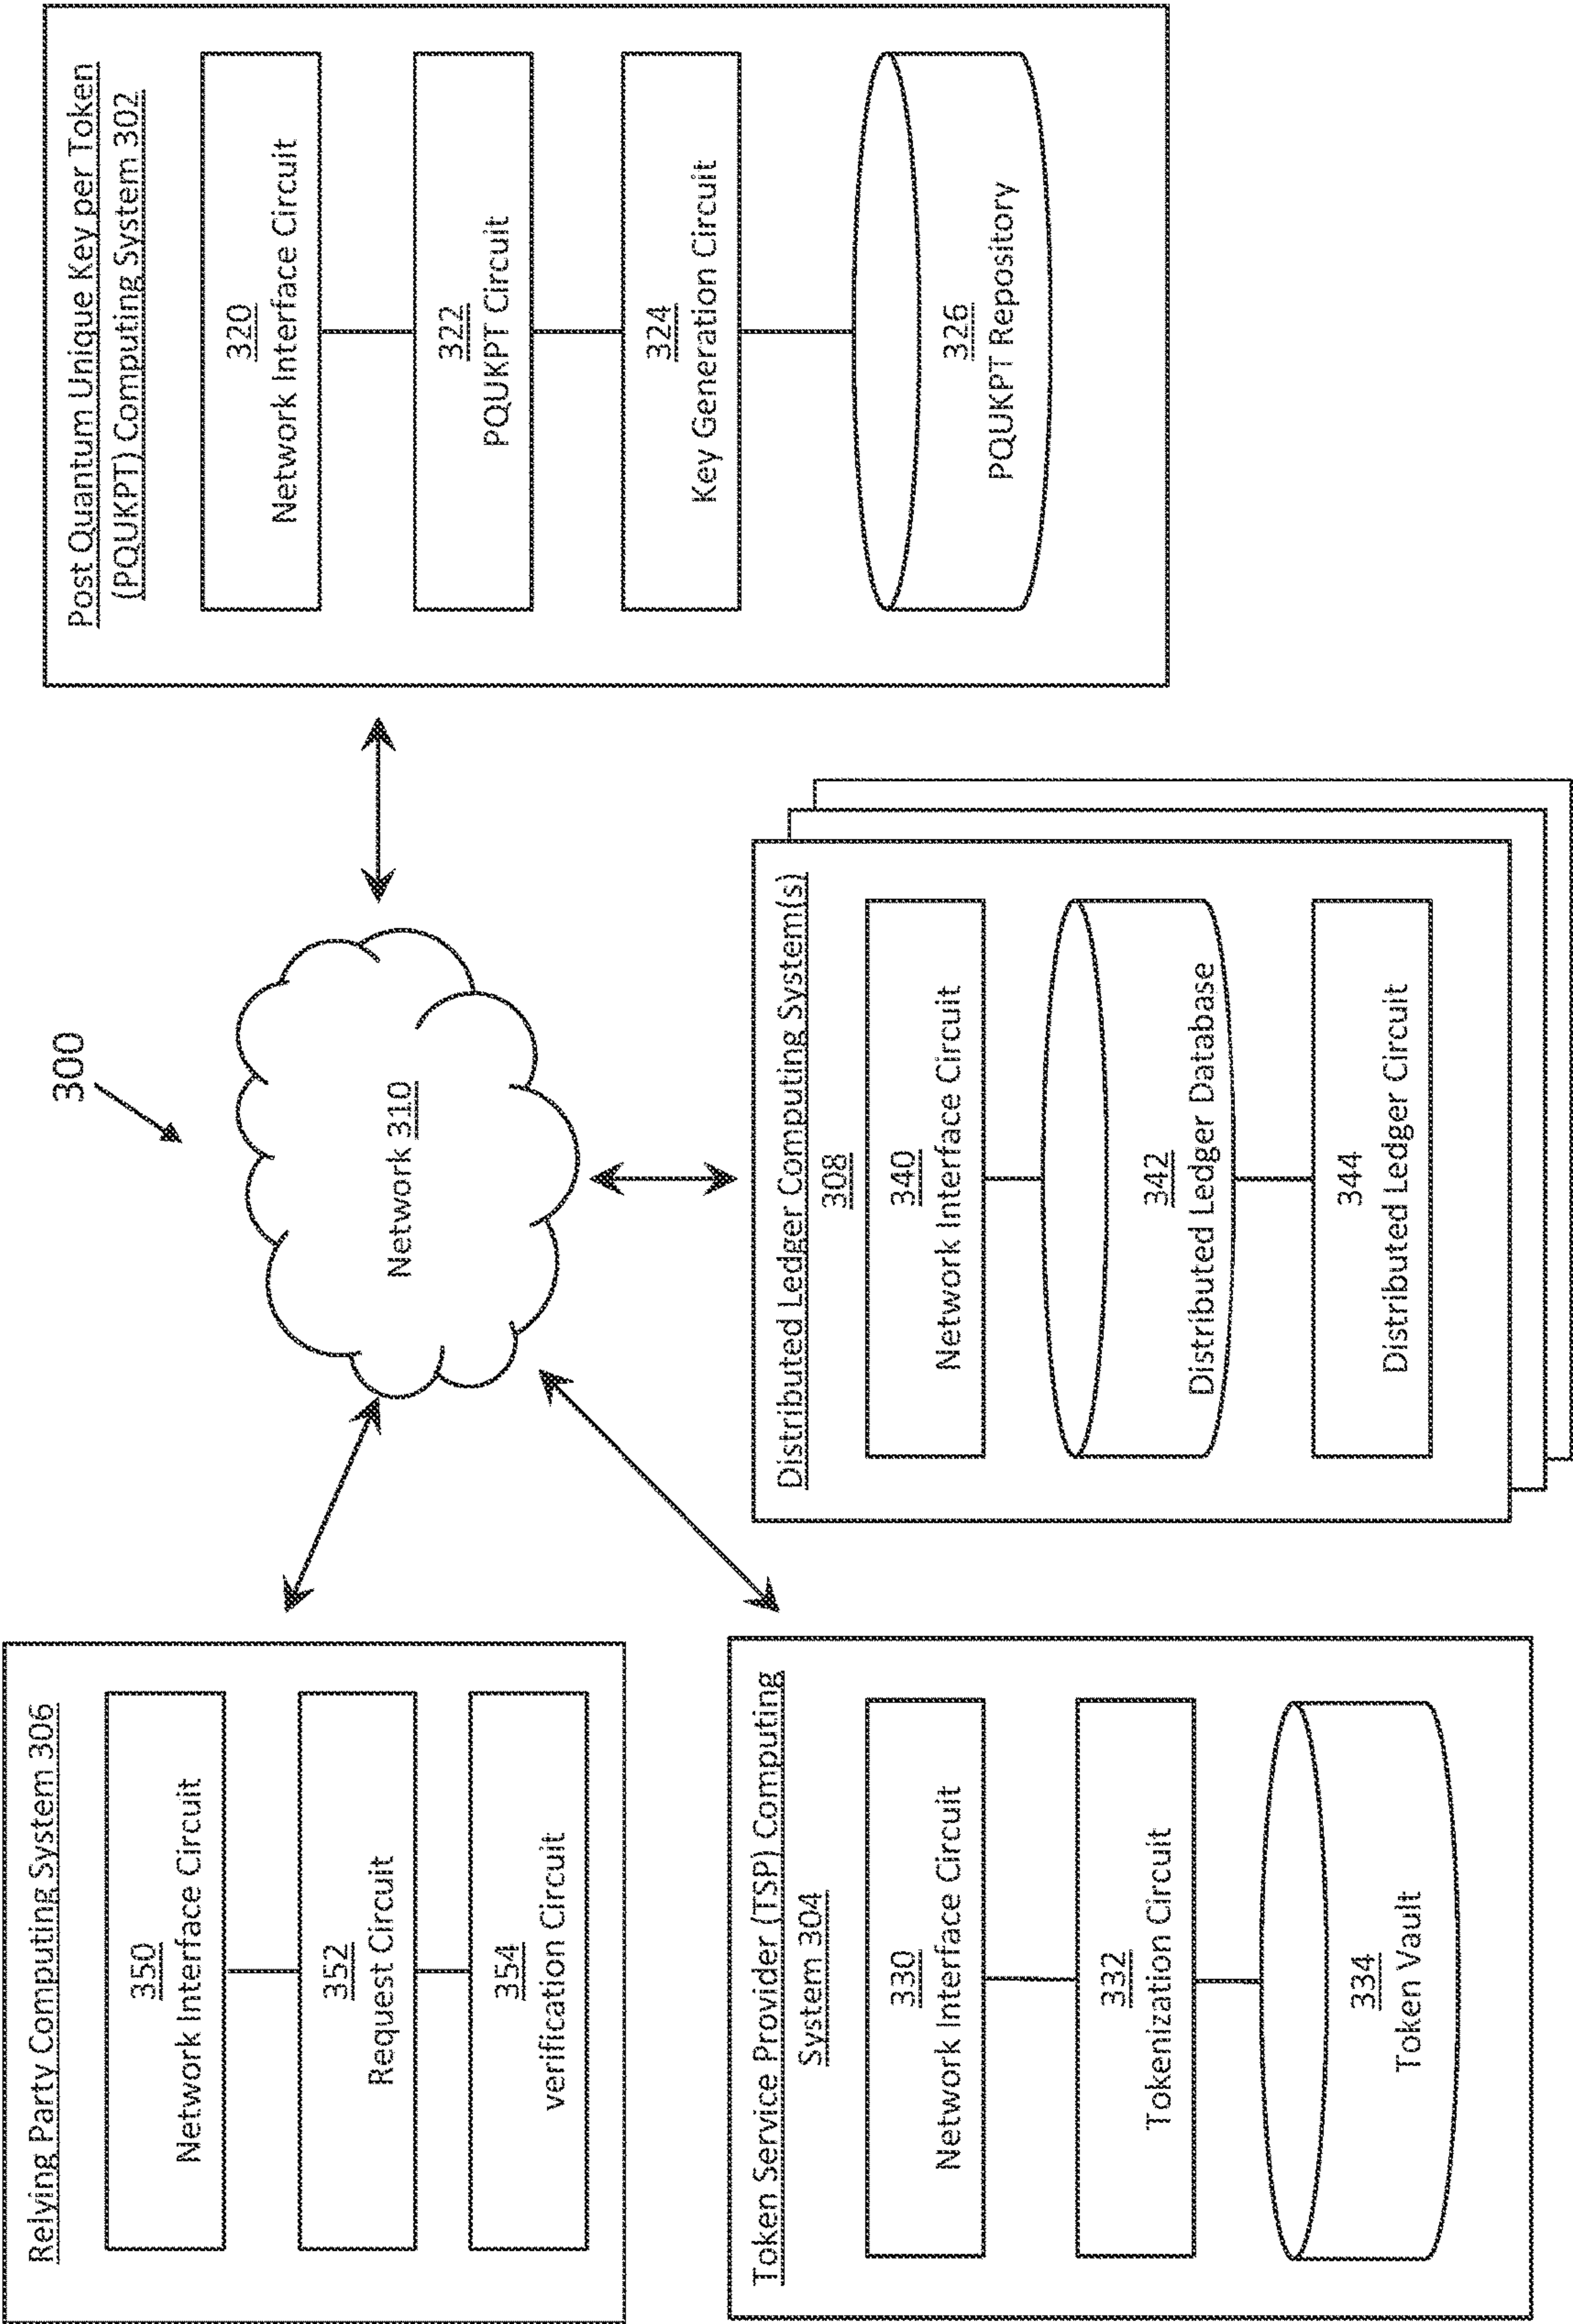 300
Relying Party Computing System 306
350
Network Interface Circuit
352
Request Circuit
354
verification Circuit
Network 310
Post Quantum Unique Key per Token
(PQUKPT) Computing System 302
320
Network Interface Circuit
322
PQUKPT Circuit
324
Key Generation Circuit
326
PQUKPT Repository
Token Service Provider (TSP) Computing
System 304
330
Network Interface Circuit
332
Tokenization Circuit
334
Token Vault
Distributed Ledger Computing System(s)
308
340
Network Interface Circuit
342
Distributed Ledger Database
344
Distributed Ledger Circuit